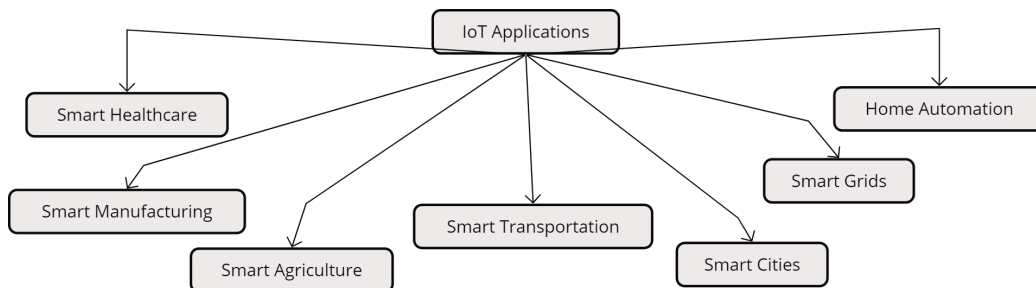 IoT Applications
Smart Healthcare
Home Automation
Smart Grids
Smart Manufacturing
Smart Transportation
Smart Cities
Smart Agriculture